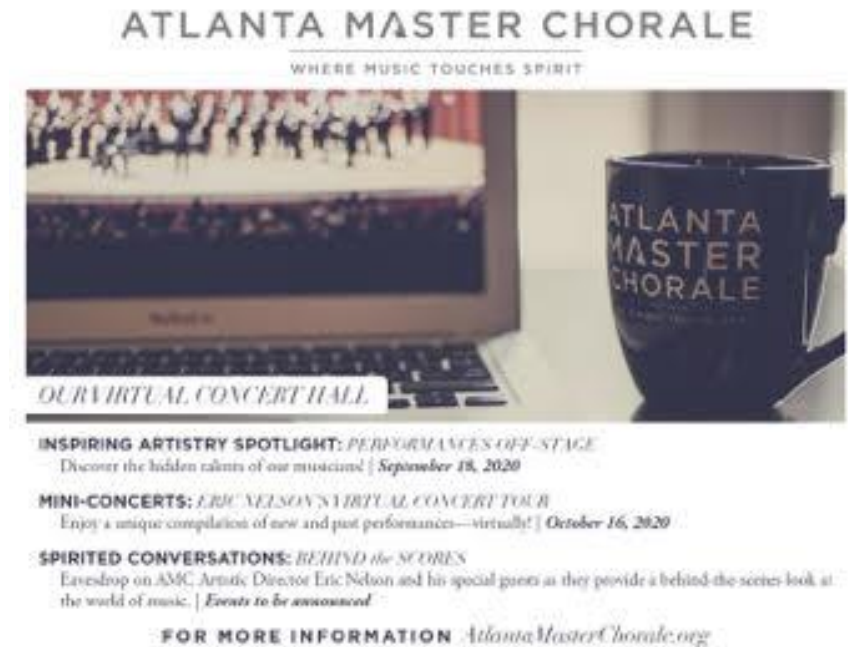 ATLANTA MASTER CHORALE
WHERE MUSIC TOUCHES SPIRIT
ATLANTA
MASTER
CHORALE
OUR VIRTUAL CONCERT HALL
INSPIRING ARTISTRY SPOTLIGHT: PERFORMANCES OFF-STAGE
Discover the hidden talents of our musicians! | September 18, 2020
MINI-CONCERTS: ERIC NELSON'S VIRTUAL CONCERT TOUR
Enjoy a unique compilation of new and past performances—virtually! | October 16, 2020
SPIRITED CONVERSATIONS: BEHIND the SCORES
Eavesdrop on AMC Artistic Director Eric Nelson and his special guests as they provide a behind-the-scenes look at
the world of music. | Events to be announced
FOR MORE INFORMATION AtlantaMasterChorale.org